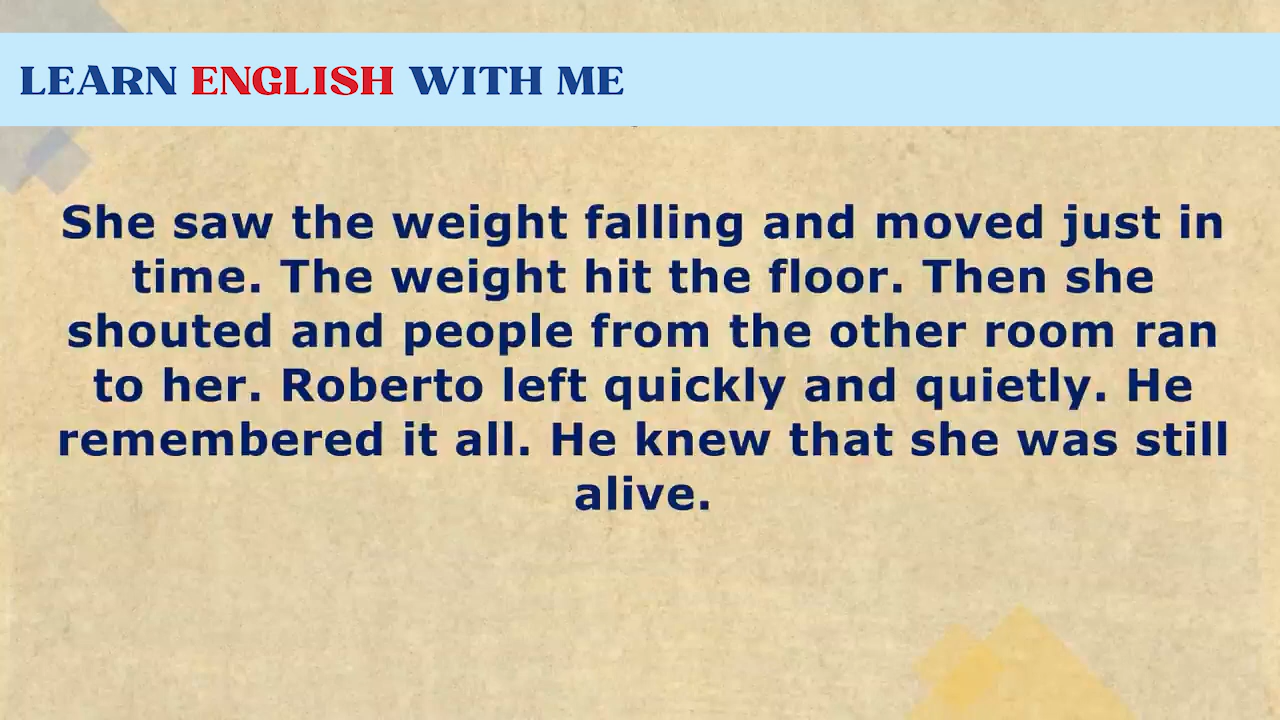 LEARN ENGLISH WITH ME
She saw the weight falling and moved just in
time. The weight hit the floor. Then she
shouted and people from the other room ran
to her. Roberto left quickly and quietly. He
remembered it all. He knew that she was still
alive.